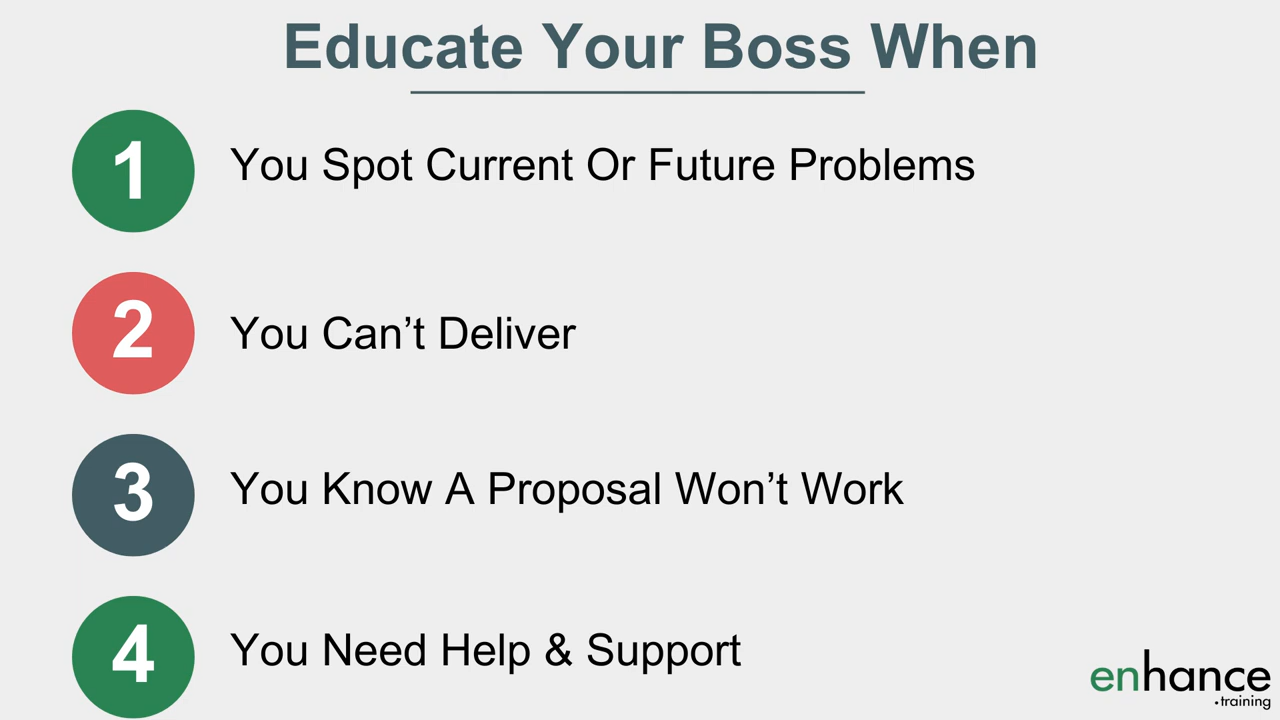 Educate Your Boss When
1
You Spot Current Or Future Problems
2
You Can’t Deliver
3
You Know A Proposal Won’t Work
4
You Need Help & Support
enhance
.training